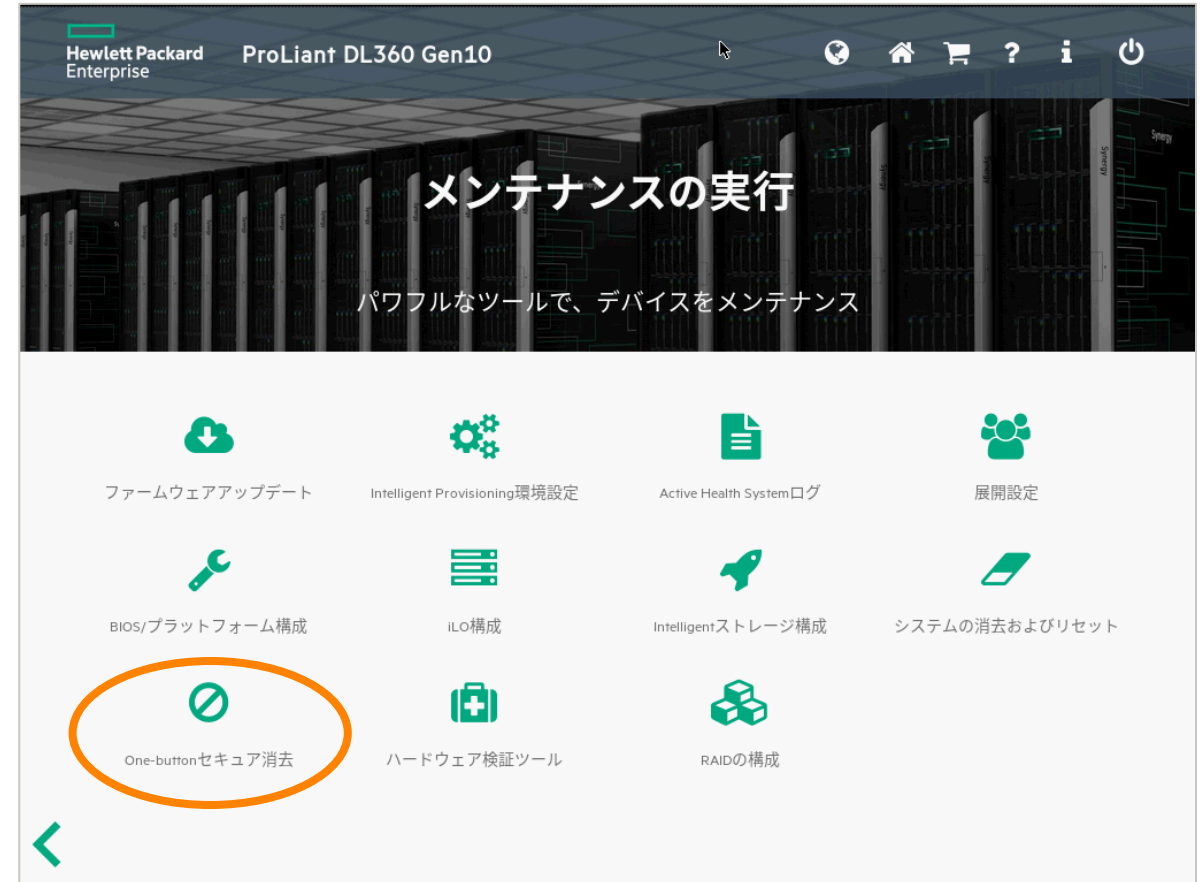 Hewlett Packard
Enterprise
ProLiant DL360 Gen10
Synergy
Synergy
メンテナンスの実行
パワフルなツールで、デバイスをメンテナンス
ファームウェアアップデート
Intelligent Provisioning環境設定
Active Health Systemログ
展開設定
BIOS/プラットフォーム構成
iLO構成
Intelligentストレージ構成
システムの消去およびリセット
One-buttonセキュア消去
ハードウェア検証ツール
RAIDの構成